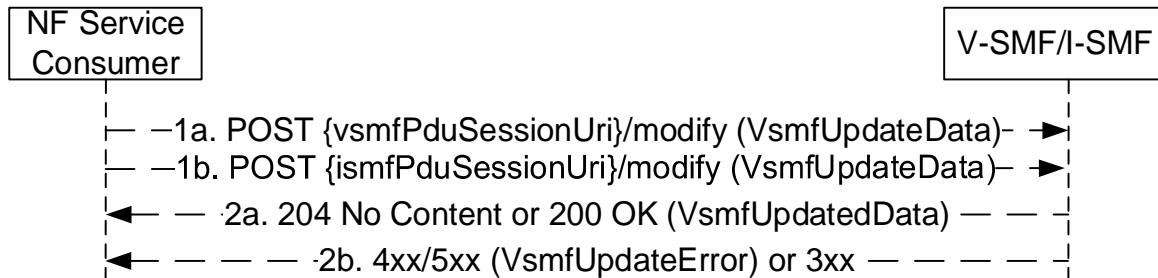 NF Service
Consumer
V-SMF/I-SMF
1a. POST {vsmfPduSessionUri}/modify (VsmfUpdateData)
1b. POST {ismfPduSessionUri}/modify (VsmfUpdateData)
2a. 204 No Content or 200 OK (VsmfUpdatedData)
2b. 4xx/5xx (VsmfUpdateError) or 3xx